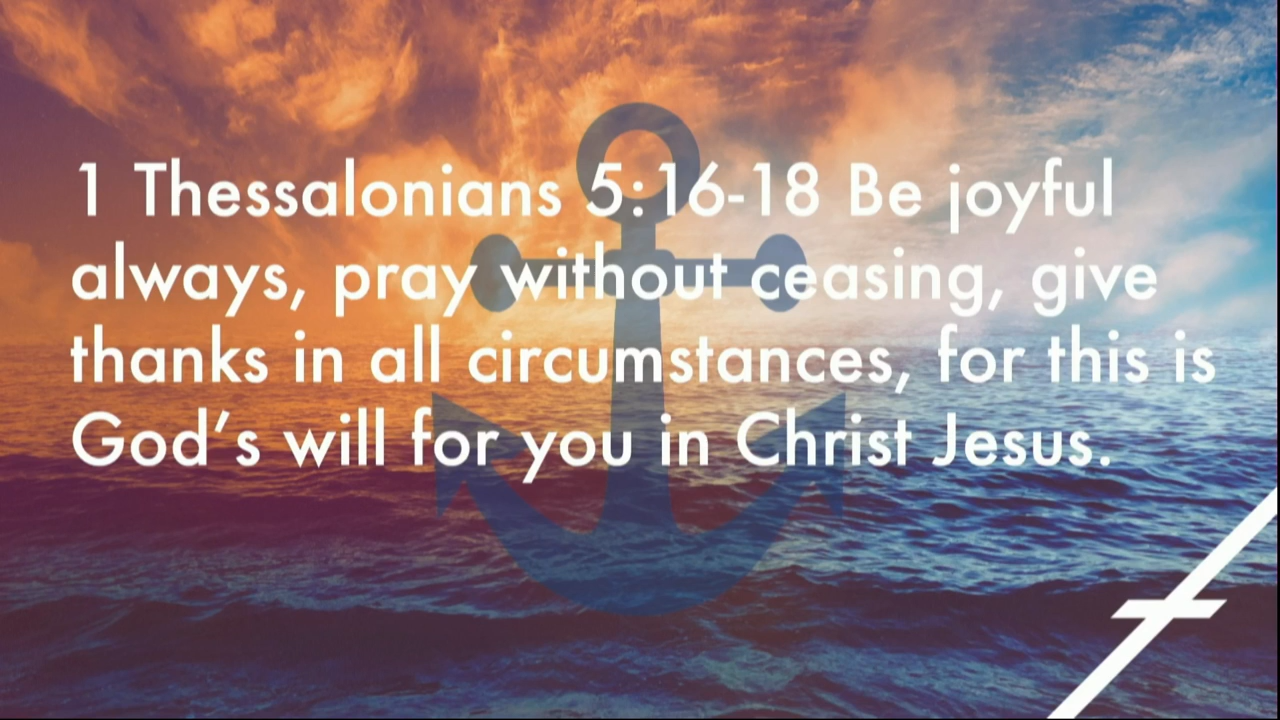 1 Thessalonians 5:16-18 Be joyful
always, pray without ceasing, give
thanks in all circumstances, for this is
God’s will for you in Christ Jesus.